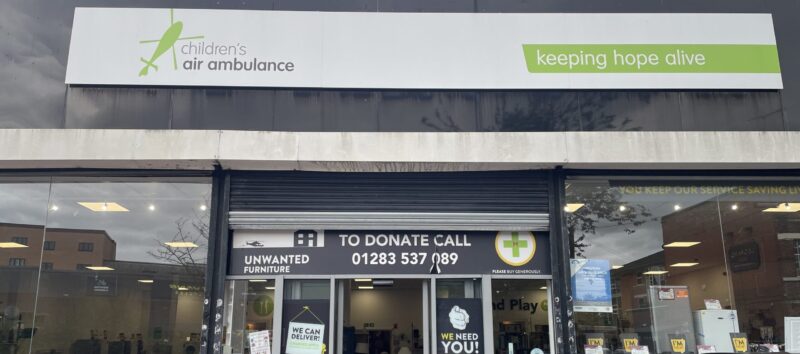 children's
air ambulance
keeping hope alive
YOU KEEP OUR SERVICE SAVING
UNWANTED
FURNITURE
TO DONATE CALL
01283 537 089
PLEASE BUY GENEROUSLY
WE CAN
DELIVER!
nd Play
WE NEED
YOU!
I'M
I'M
I'M
I'M